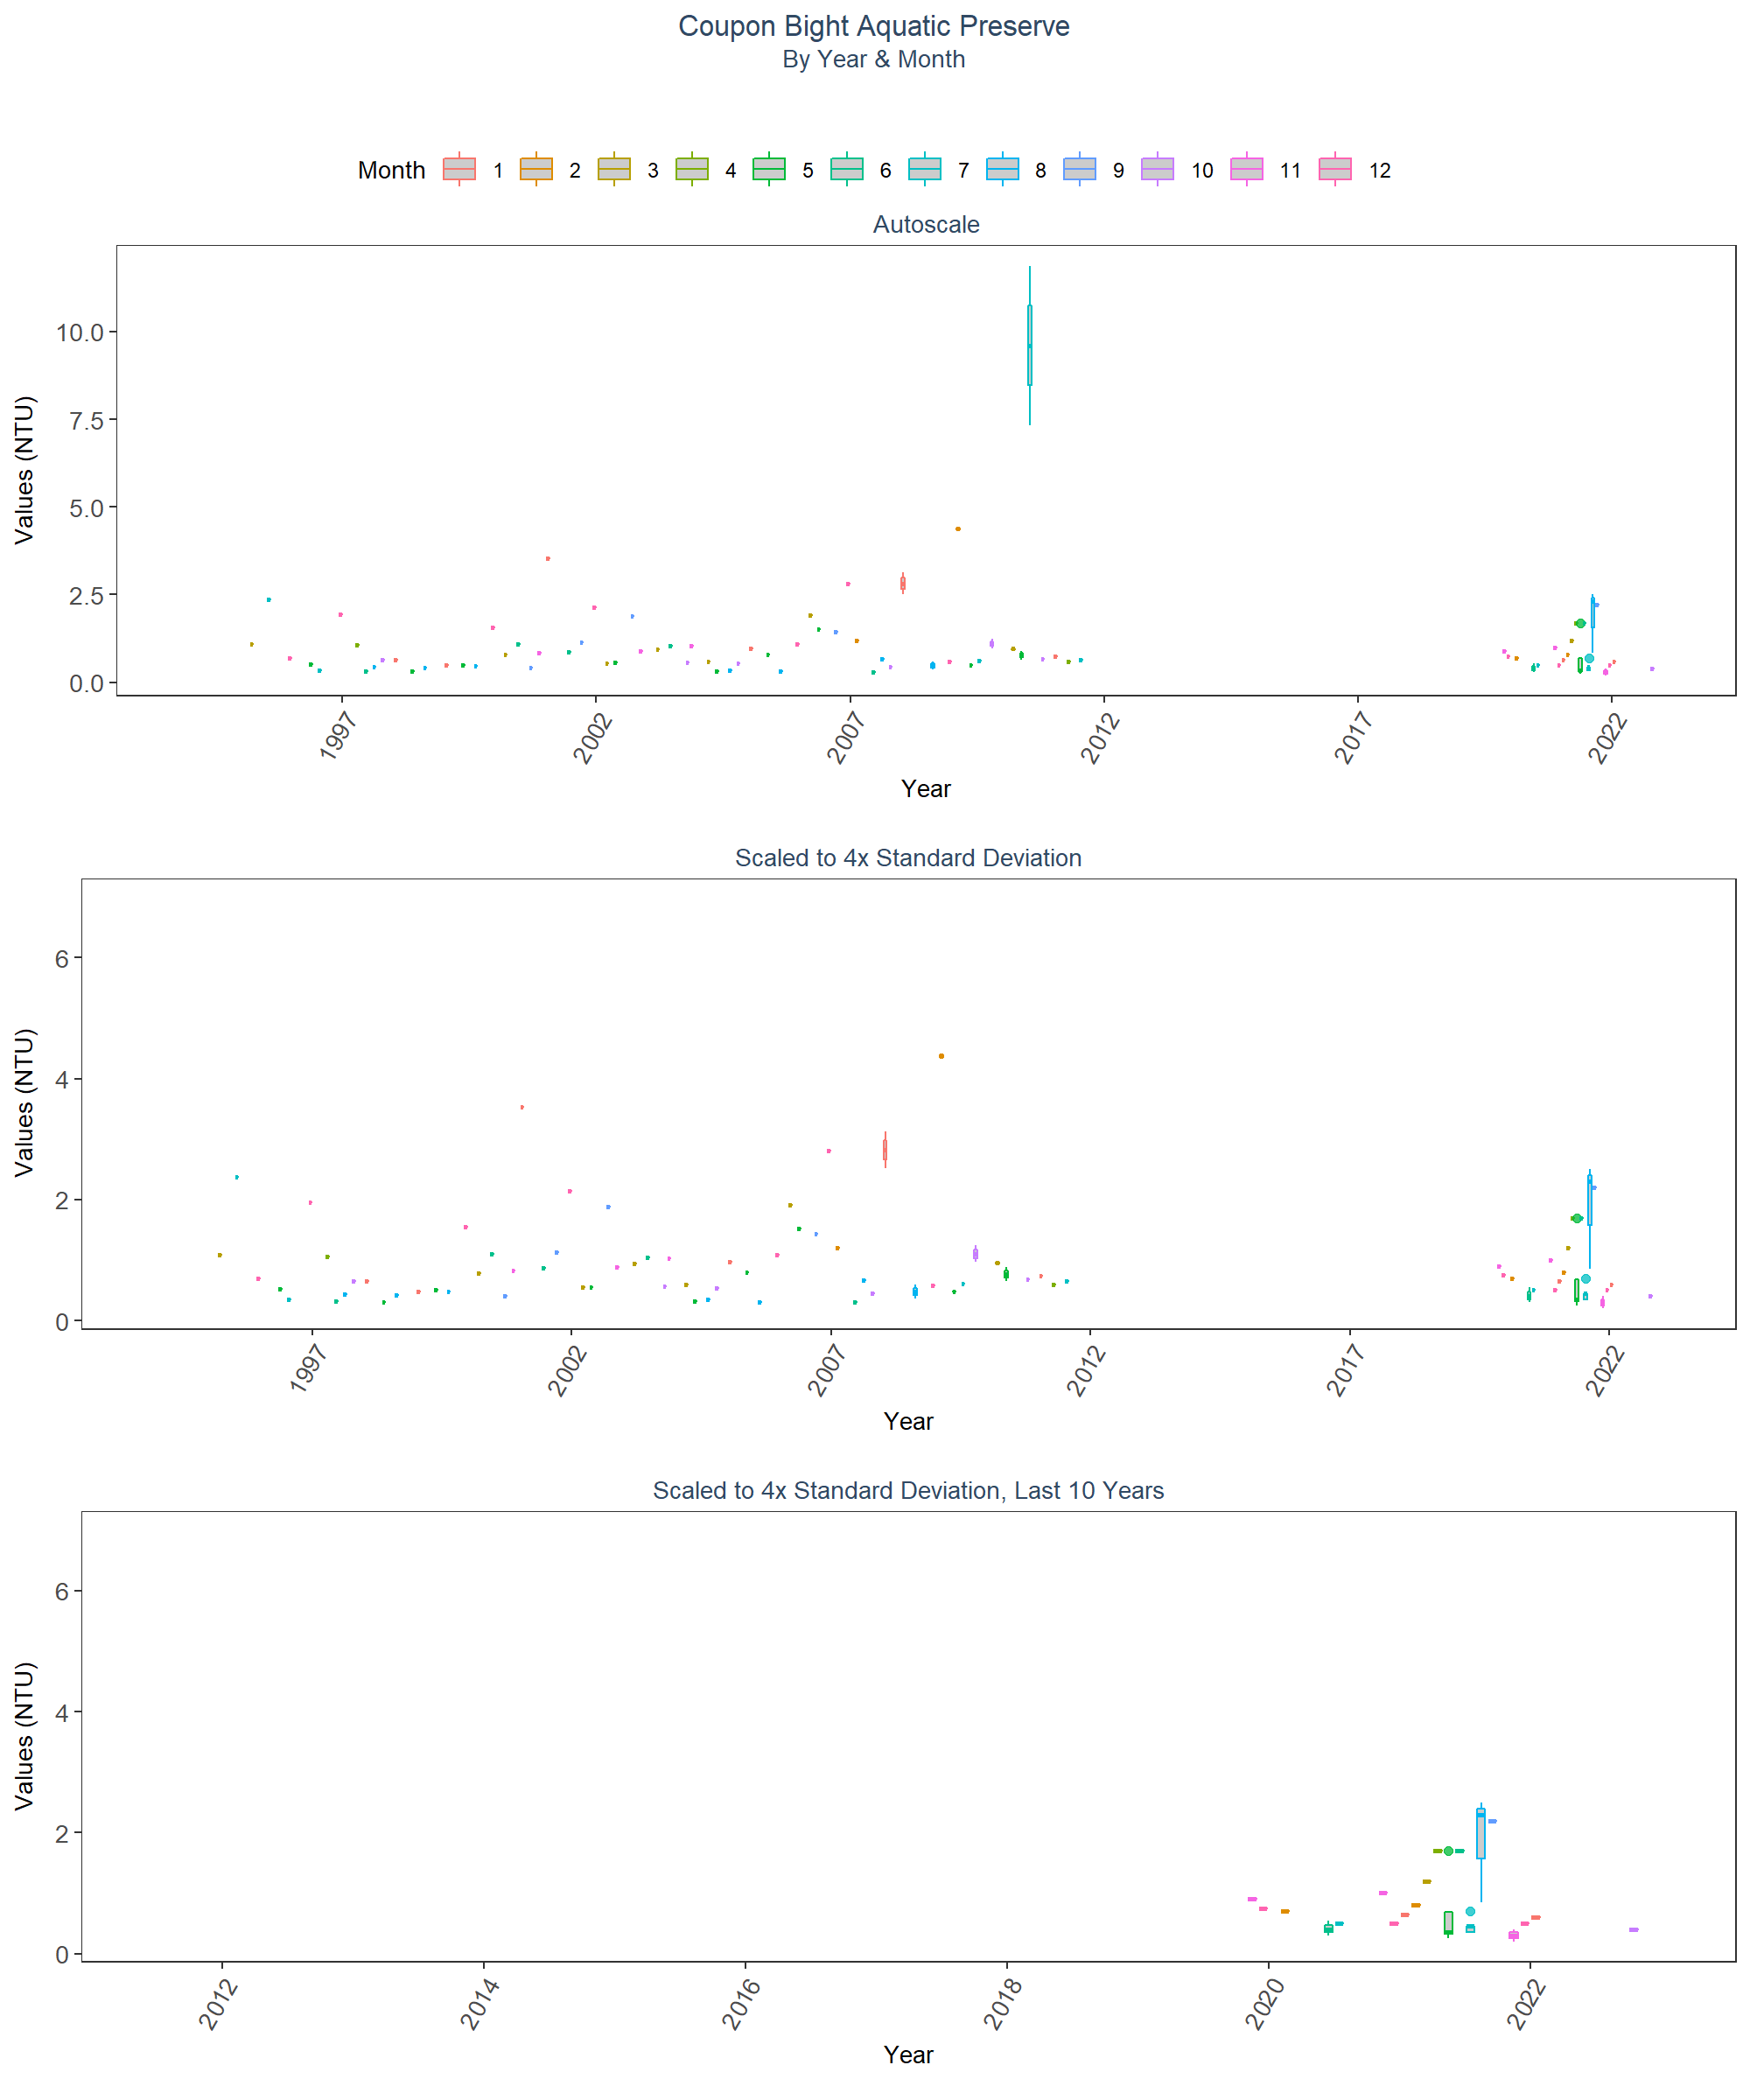 Coupon Bight Aquatic Preserve
By Year & Month
Month 1 2 3 4 5 6 7 8 9 10 11 12
Autoscale
Values (NTU)
10.0
7.5
5.0
2.5
0.0
1997 2002 2007 2012 2017 2022
Year
Scaled to 4x Standard Deviation
Values (NTU)
6
4
2
0
1997 2002 2007 2012 2017 2022
Year
Scaled to 4x Standard Deviation, Last 10 Years
Values (NTU)
6
4
2
0
2012 2014 2016 2018 2020 2022
Year